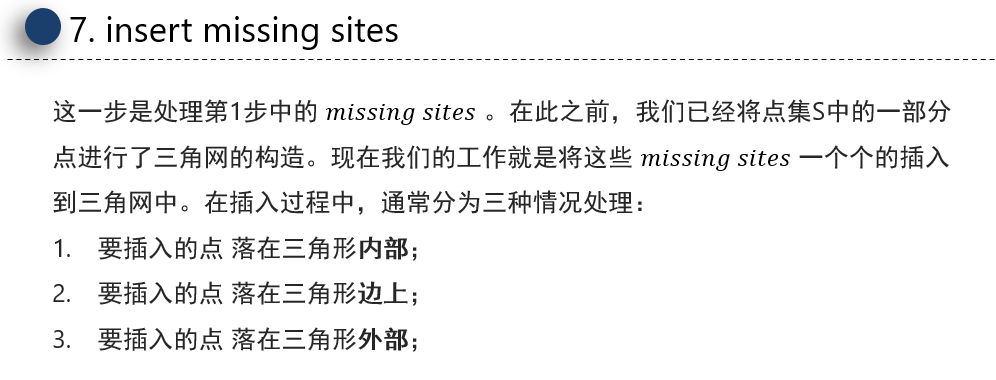 7. insert missing sites
这一步是处理第1步中的 missing sites 。在此之前，我们已经将点集S中的一部分
点进行了三角网的构造。现在我们的工作就是将这些 missing sites 一个个的插入
到三角网中。在插入过程中，通常分为三种情况处理：
1. 要插入的点 落在三角形内部；
2. 要插入的点 落在三角形边上；
3. 要插入的点 落在三角形外部；